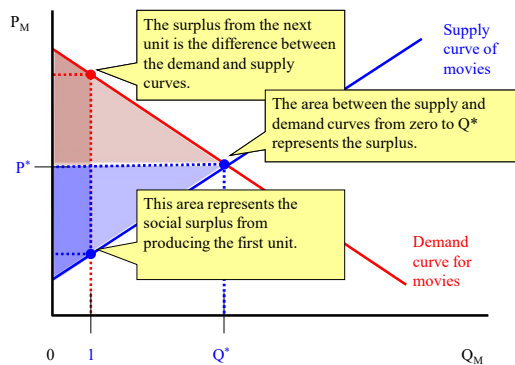 P_M
The surplus from the next
unit is the difference between
the demand and supply
curves.
Supply
curve of
movies
The area between the supply and
demand curves from zero to Q*
represents the surplus.
P*
This area represents the
social surplus from
producing the first unit.
Demand
curve for
movies
0 1 Q* Q_M